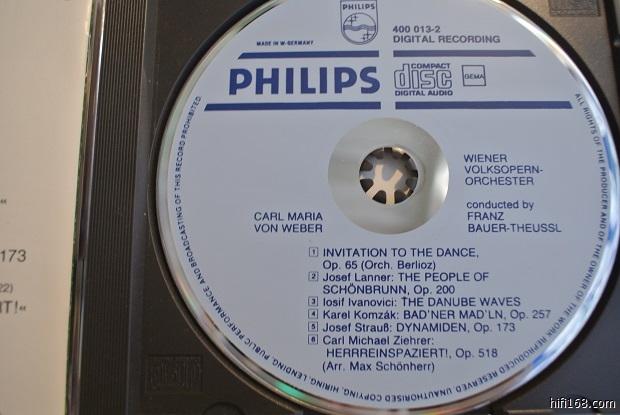 PHILIPS
400 013-2
DIGITAL RECORDING
MADE IN W-GERMANY
PHILIPS
COMPACT
disc
DIGITAL AUDIO
GEMA
ALL RIGHTS OF THE PRODUCER AND OF THE OWNER OF THE WORK REPRODUCED RESERVED. UNAUTHORISED COPYING, HIRING, LENDING, PUBLIC PERFORMANCE AND BROADCASTING OF THIS RECORD PROHIBITED
WIENER
VOLKSOPERN-
ORCHESTER
conducted by
FRANZ
BAUER-THEUSSL
CARL MARIA
VON WEBER
1 INVITATION TO THE DANCE,
Op. 65 (Orch. Berlioz)
2 Josef Lanner: THE PEOPLE OF
SCHÖNBRUNN, Op. 200
3 Iosif Ivanovici: THE DANUBE WAVES
4 Karel Komzák: BAD'NER MAD'LN, Op. 257
5 Josef Strauß: DYNAMIDEN, Op. 173
6 Carl Michael Ziehrer:
HERRREINSPAZIERT!, Op. 518
(Arr. Max Schönherr)
173
22)
T!«
hifi168.com